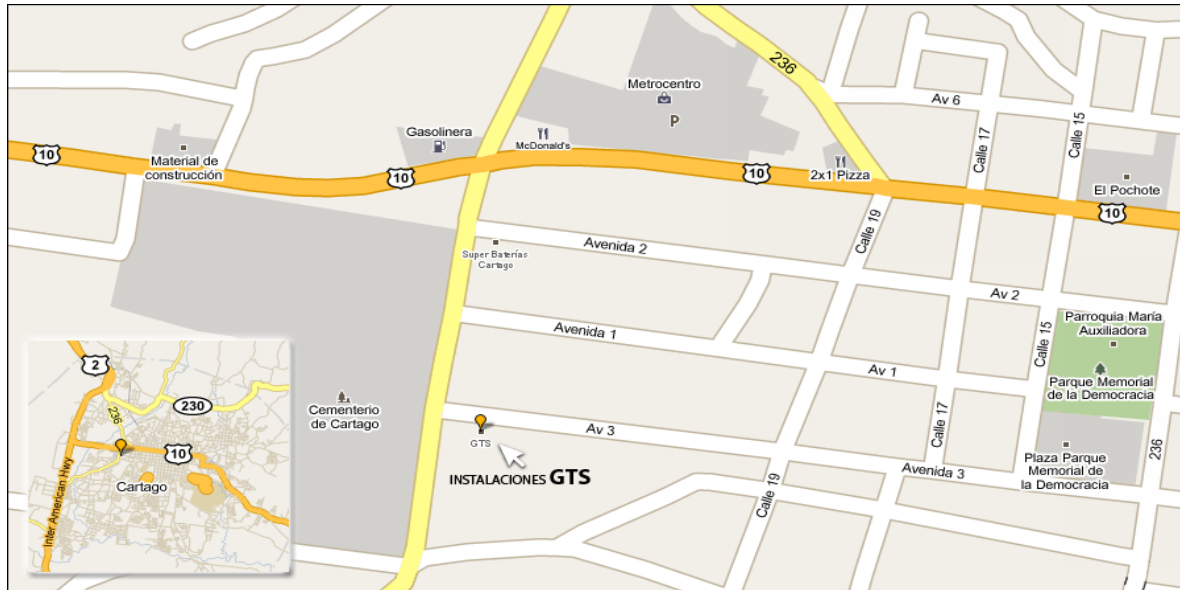 236
Metrocentro
P
Av 6
Calle 17
Calle 15
Gasolinera
McDonald's
10
Material de
construcción
10
10
2x1 Pizza
El Pochote
10
Calle 19
Avenida 2
Super Baterías
Cartago
Av 2
Parroquia María
Auxiliadora
Avenida 1
Calle 15
Av 1
Parque Memorial
de la Democracia
2
236
230
10
Cartago
Inter American Hwy
Cementerio
de Cartago
GTS
INSTALACIONES GTS
Av 3
Calle 17
Avenida 3
Plaza Parque
Memorial de
la Democracia
236
Calle 19